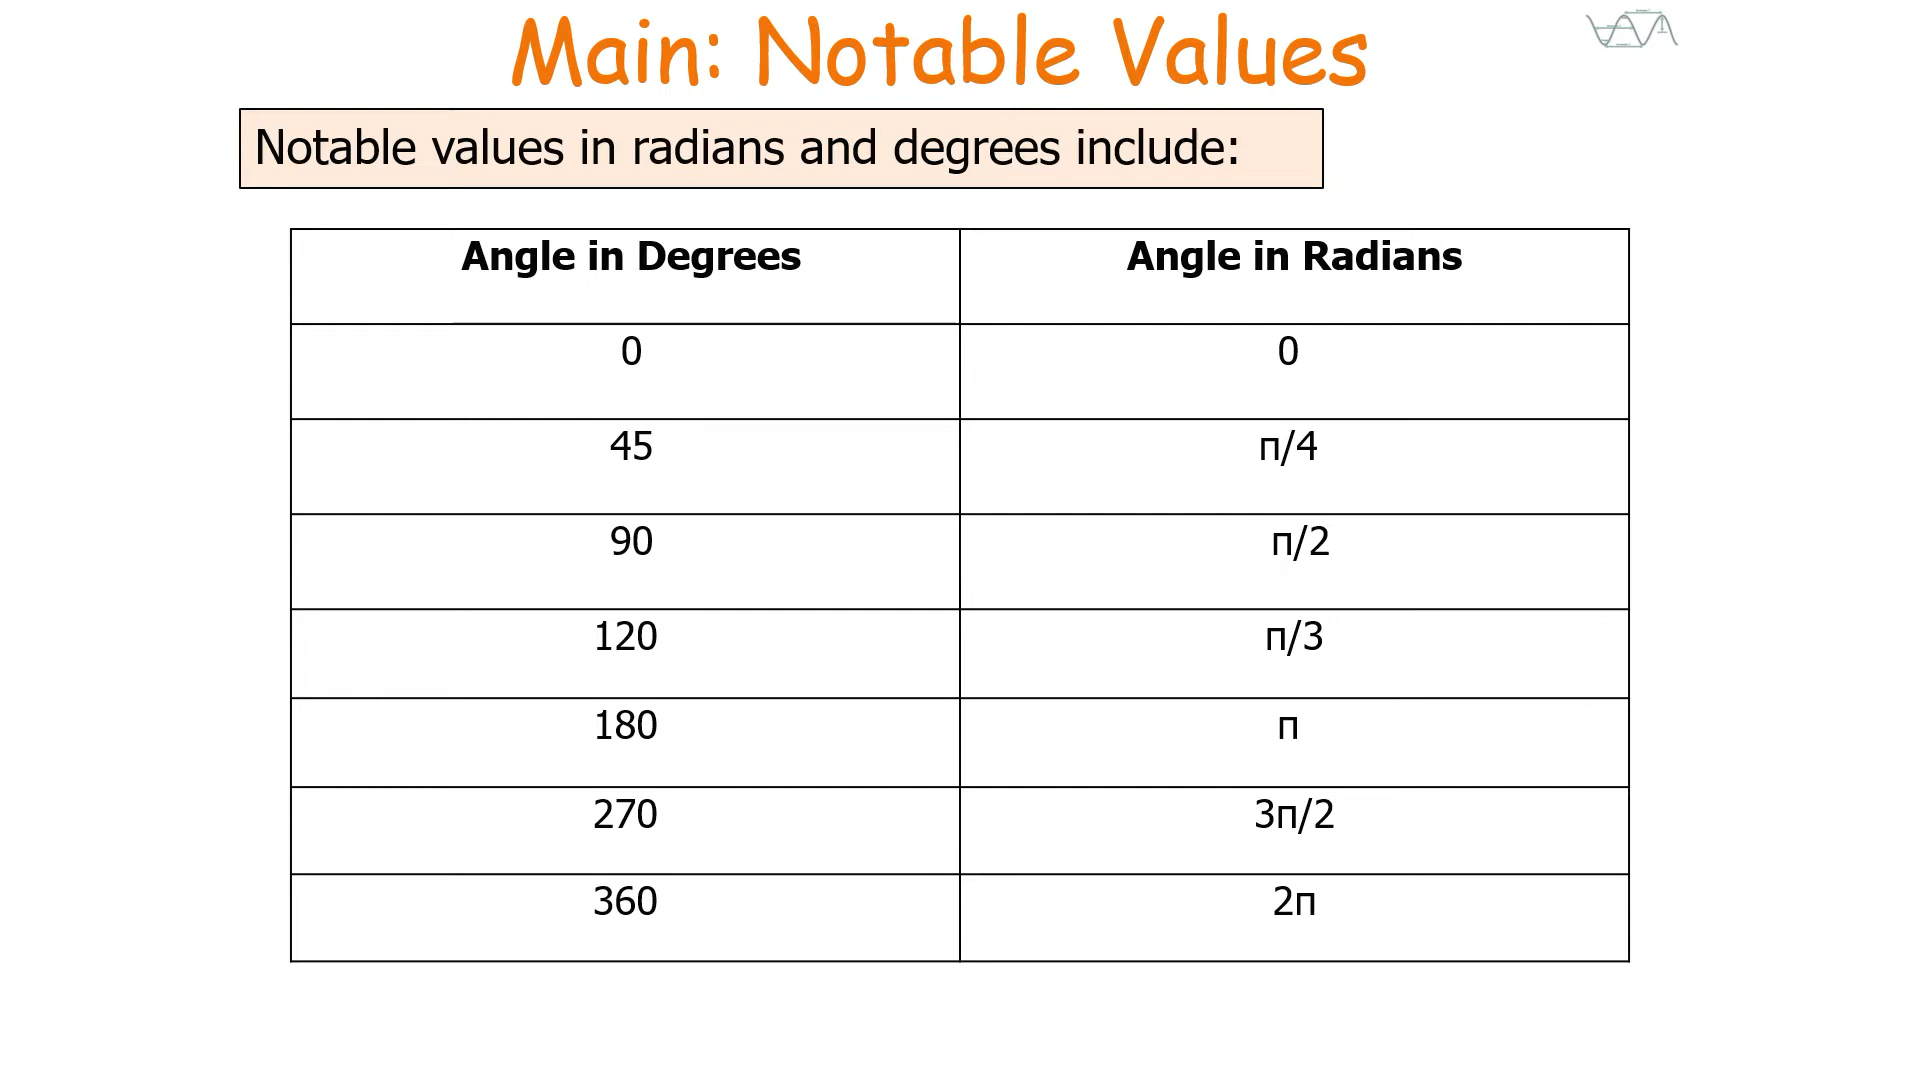 Main: Notable Values
Notable values in radians and degrees include:
Angle in Degrees Angle in Radians
0 0
45 п/4
90 п/2
120 п/3
180 п
270 3п/2
360 2п